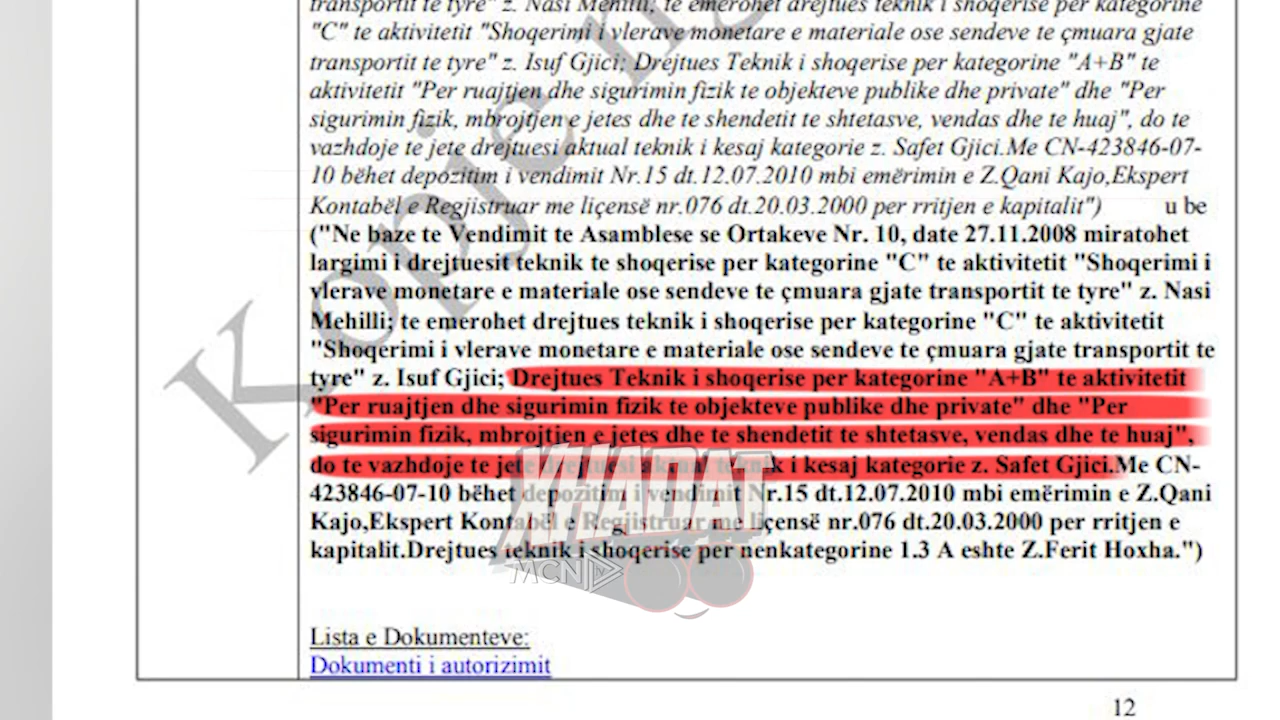 transportit te tyre" z. Nasi Mehilli; te emerohet drejtues teknik i shoqerise per kategorine
"C" te aktivitetit "Shoqerimi i vlerave monetare e materiale ose sendeve te çmuara gjate
transportit te tyre" z. Isuf Gjici; Drejtues Teknik i shoqerise per kategorine "A+B" te
aktivitetit "Per ruajtjen dhe sigurimin fizik te objekteve publike dhe private" dhe "Per
sigurimin fizik, mbrojtjen e jetes dhe te shendetit te shtetasve, vendas dhe te huaj", do te
vazhdoje te jete drejtuesi aktual teknik i kesaj kategorie z. Safet Gjici.Me CN-423846-07-
10 bëhet depozitim i vendimit Nr.15 dt.12.07.2010 mbi emërimin e Z.Qani Kajo,Ekspert
Kontabël e Regjistruar me liçensë nr.076 dt.20.03.2000 per rritjen e kapitalit") u be
("Ne baze te Vendimit te Asamblese se Ortakeve Nr. 10, date 27.11.2008 miratohet
largimi i drejtuesit teknik te shoqerise per kategorine "C" te aktivitetit "Shoqerimi i
vlerave monetare e materiale ose sendeve te çmuara gjate transportit te tyre" z. Nasi
Mehilli; te emerohet drejtues teknik i shoqerise per kategorine "C" te aktivitetit
"Shoqerimi i vlerave monetare e materiale ose sendeve te çmuara gjate transportit te
tyre" z. Isuf Gjici; Drejtues Teknik i shoqerise per kategorine "A+B" te aktivitetit
"Per ruajtjen dhe sigurimin fizik te objekteve publike dhe private" dhe "Per
sigurimin fizik, mbrojtjen e jetes dhe te shendetit te shtetasve, vendas dhe te huaj",
do te vazhdoje te jete drejtuesi aktual teknik i kesaj kategorie z. Safet Gjici.Me CN-
423846-07-10 bëhet depozitim i vendimit Nr.15 dt.12.07.2010 mbi emërimin e Z.Qani
Kajo,Ekspert Kontabël e Regjistruar me liçensë nr.076 dt.20.03.2000 per rritjen e
kapitalit.Drejtues teknik i shoqerise per nenkategorine 1.3 A eshte Z.Ferit Hoxha.")
Lista e Dokumenteve:
Dokumenti i autorizimit
12
Kopje
XHADAT
MCN TV